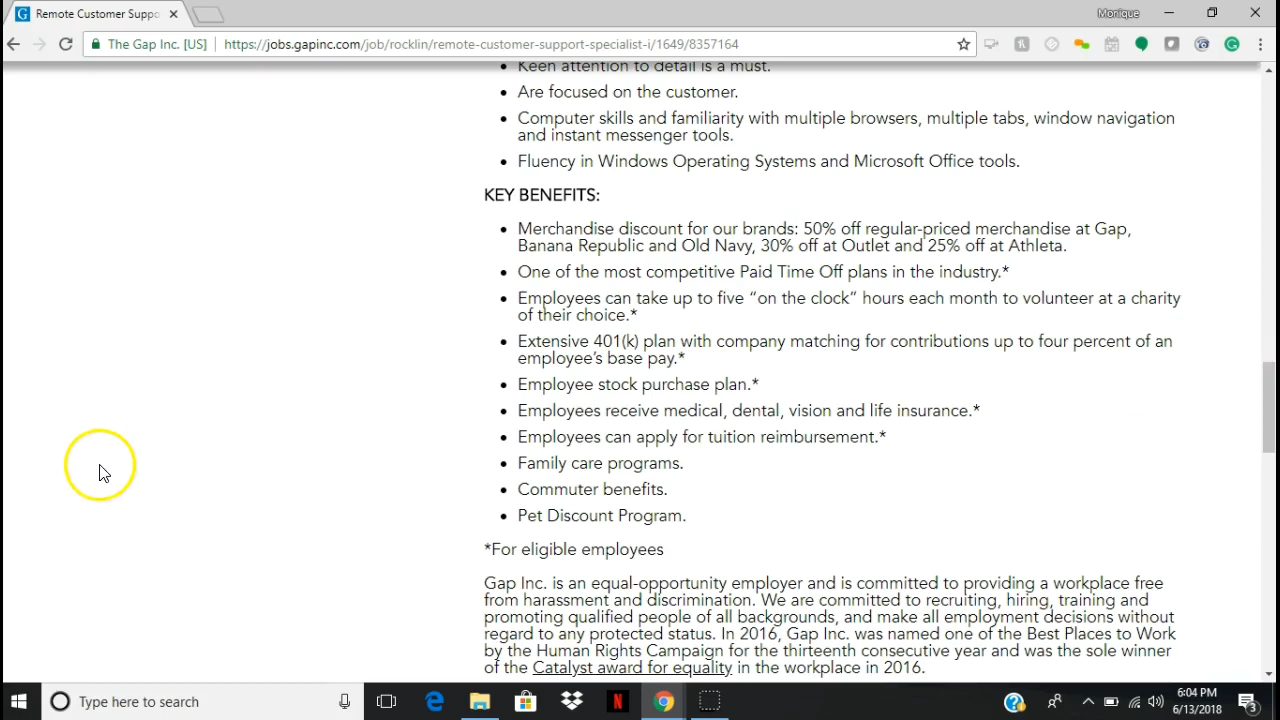 Remote Customer Suppo
Monique
The Gap Inc. [US]
https://jobs.gapinc.com/job/rocklin/remote-customer-support-specialist-i/1649/8357164
• Keen attention to detail is a must.
• Are focused on the customer.
• Computer skills and familiarity with multiple browsers, multiple tabs, window navigation
and instant messenger tools.
• Fluency in Windows Operating Systems and Microsoft Office tools.
KEY BENEFITS:
• Merchandise discount for our brands: 50% off regular-priced merchandise at Gap,
Banana Republic and Old Navy, 30% off at Outlet and 25% off at Athleta.
• One of the most competitive Paid Time Off plans in the industry.*
• Employees can take up to five “on the clock” hours each month to volunteer at a charity
of their choice.*
• Extensive 401(k) plan with company matching for contributions up to four percent of an
employee’s base pay.*
• Employee stock purchase plan.*
• Employees receive medical, dental, vision and life insurance.*
• Employees can apply for tuition reimbursement.*
• Family care programs.
• Commuter benefits.
• Pet Discount Program.
*For eligible employees
Gap Inc. is an equal-opportunity employer and is committed to providing a workplace free
from harassment and discrimination. We are committed to recruiting, hiring, training and
promoting qualified people of all backgrounds, and make all employment decisions without
regard to any protected status. In 2016, Gap Inc. was named one of the Best Places to Work
by the Human Rights Campaign for the thirteenth consecutive year and was the sole winner
of the Catalyst award for equality in the workplace in 2016.
Type here to search
6:04 PM
6/13/2018
3